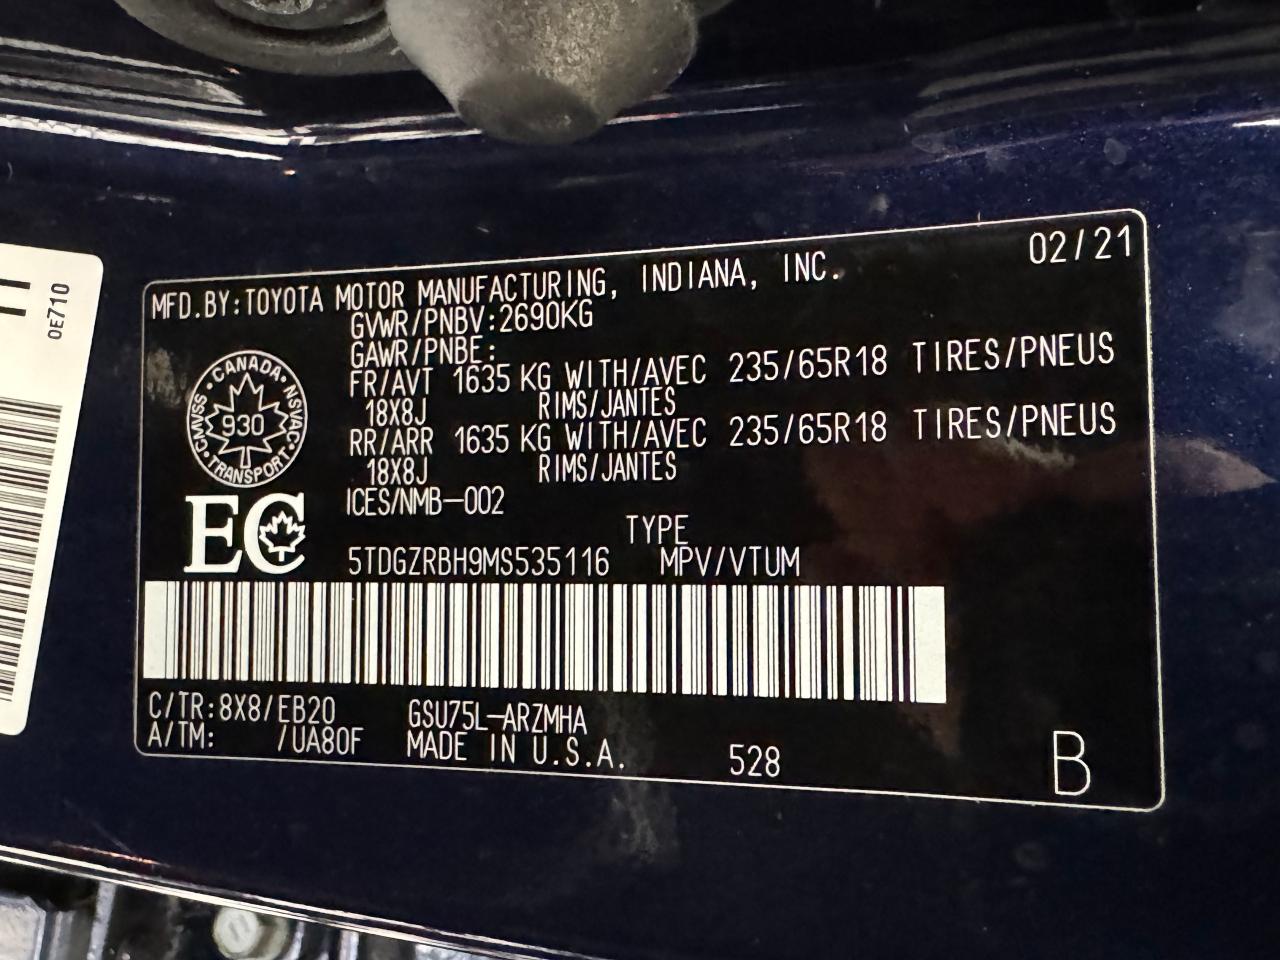 02/21
MFD.BY:TOYOTA MOTOR MANUFACTURING, INDIANA, INC.
GVWR/PNBV:2690KG
GAWR/PNBE:
FR/AVT 1635 KG WITH/AVEC 235/65R18 TIRES/PNEUS
18X8J RIMS/JANTES
RR/ARR 1635 KG WITH/AVEC 235/65R18 TIRES/PNEUS
18X8J RIMS/JANTES
ICES/NMB-002
CANADA
CMVSS NSVAC
930
TRANSPORT
EC
TYPE
5TDGZRBH9MS535116 MPV/VTUM
C/TR:8X8/EB20 GSU75L-ARZMHA
A/TM: /UA80F MADE IN U.S.A. 528 B
0E710